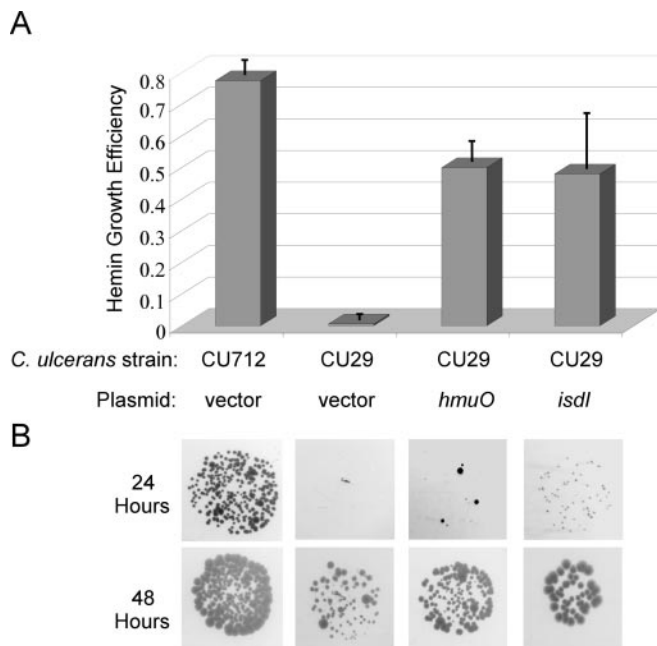 A
Hemin Growth Efficiency
0.8
0.7
0.6
0.5
0.4
0.3
0.2
0.1
0
C. ulcerans strain: CU712 CU29 CU29 CU29
Plasmid: vector vector hmuO isdI
B
24
Hours
48
Hours